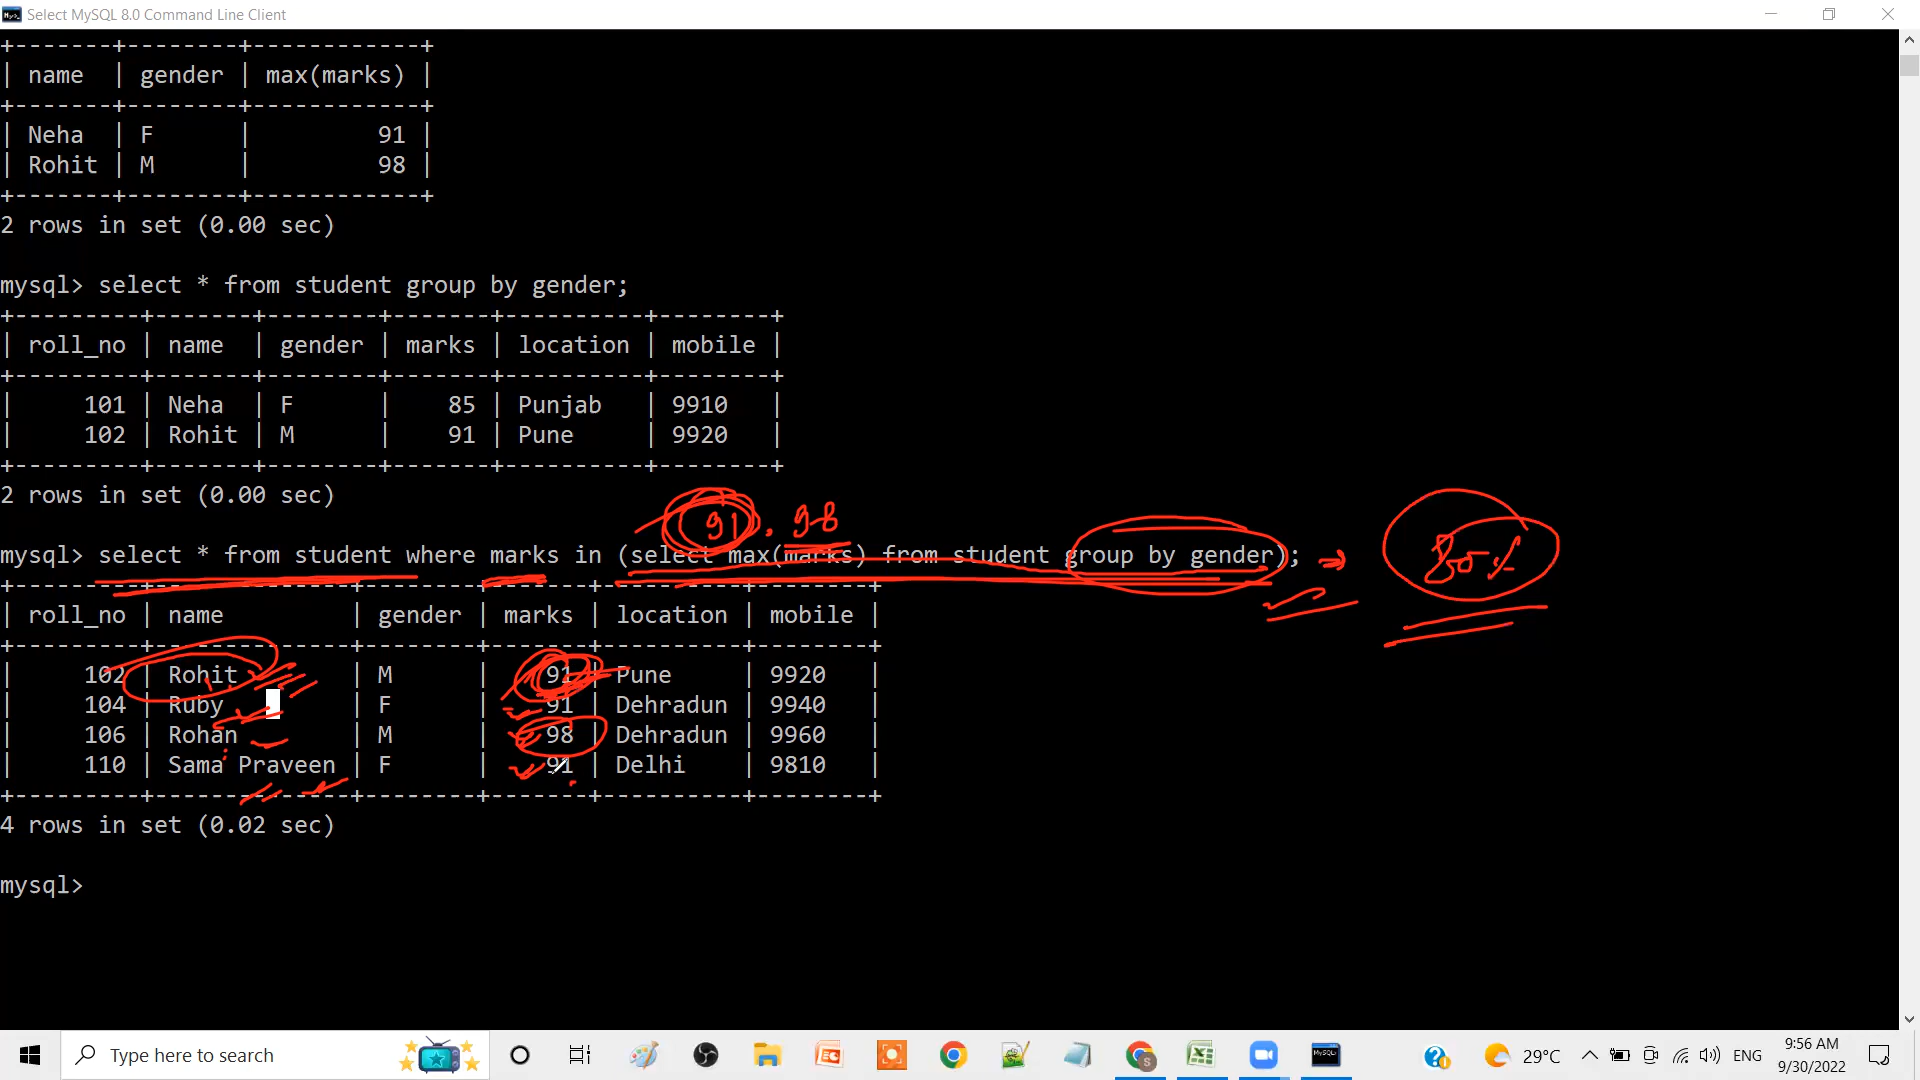 Select MySQL 8.0 Command Line Client
+-------+--------+------------+
| name  | gender | max(marks) |
+-------+--------+------------+
| Neha  | F      |         91 |
| Rohit | M      |         98 |
+-------+--------+------------+
2 rows in set (0.00 sec)
mysql> select * from student group by gender;
+---------+-------+--------+-------+----------+--------+
| roll_no | name  | gender | marks | location | mobile |
+---------+-------+--------+-------+----------+--------+
|     101 | Neha  | F      |    85 | Punjab   | 9910   |
|     102 | Rohit | M      |    91 | Pune     | 9920   |
+---------+-------+--------+-------+----------+--------+
2 rows in set (0.00 sec)
91, 98
mysql> select * from student where marks in (select max(marks) from student group by gender); → 80%
+---------+--------------+--------+-------+----------+--------+
| roll_no | name         | gender | marks | location | mobile |
+---------+--------------+--------+-------+----------+--------+
|     102 | Rohit        | M      |    91 | Pune     | 9920   |
|     104 | Ruby         | F      |    91 | Dehradun | 9940   |
|     106 | Rohan        | M      |    98 | Dehradun | 9960   |
|     110 | Sama Praveen | F      |    91 | Delhi    | 9810   |
+---------+--------------+--------+-------+----------+--------+
4 rows in set (0.02 sec)
mysql>
Type here to search
29°C ENG 9:56 AM
9/30/2022